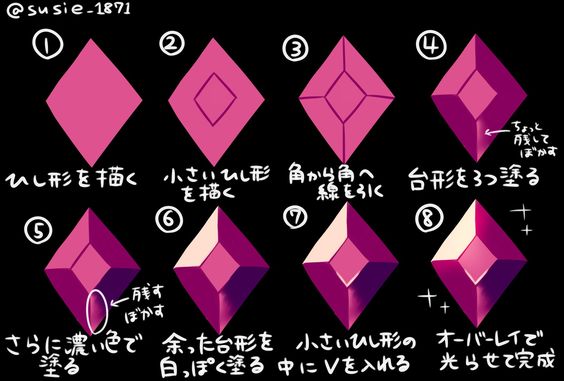 @susie_1871
①
ひし形を描く
②
小さいひし形
を描く
③
角から角へ
線を引く
④
ちょっと
残して
ぼかす
台形を3つ塗る
⑤
残す
ぼかす
さらに濃い色で
塗る
⑥
余った台形を
白っぽく塗る
⑦
小さいひし形の
中にVを入れる
⑧
オーバーレイで
光らせて完成